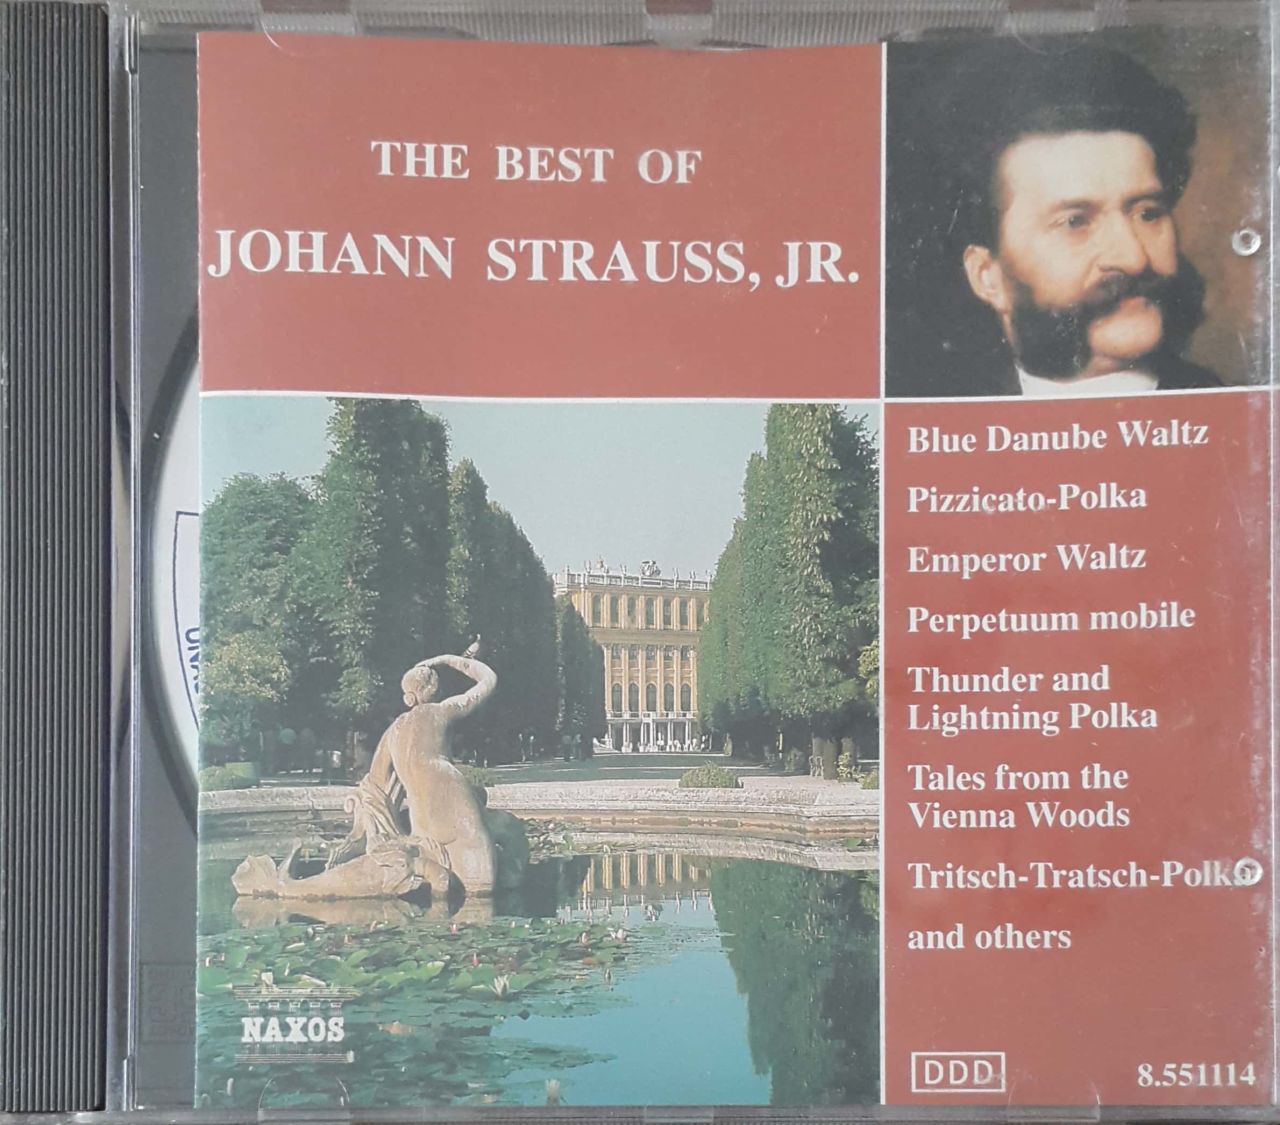 THE BEST OF
JOHANN STRAUSS, JR.
Blue Danube Waltz
Pizzicato-Polka
Emperor Waltz
Perpetuum mobile
Thunder and
Lightning Polka
Tales from the
Vienna Woods
Tritsch-Tratsch-Polka
and others
NAXOS
DDD
8.551114